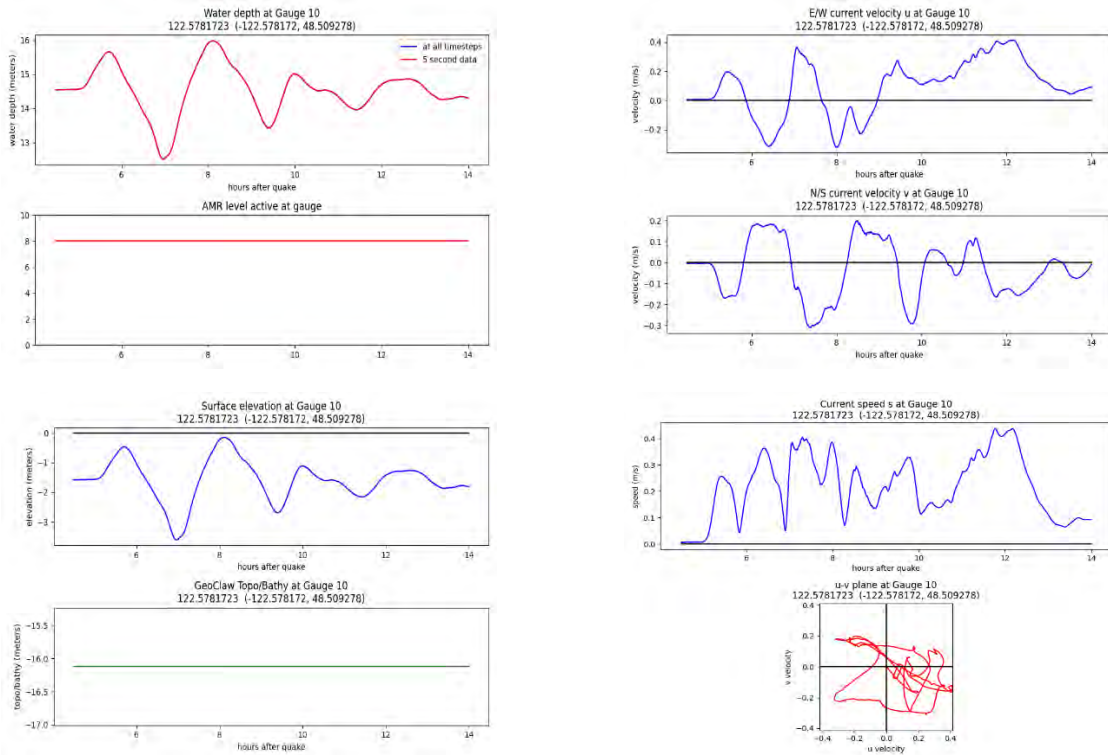 Water depth at Gauge 10
122.5781723 (-122.578172, 48.509278)
16
15
14
13
water depth (meters)
at all timesteps
5 second data
6 8 10 12 14
hours after quake
AMR level active at gauge
10
8
6
4
2
0
6 8 10 12 14
hours after quake
Surface elevation at Gauge 10
122.5781723 (-122.578172, 48.509278)
0
−1
−2
−3
elevation (meters)
6 8 10 12 14
hours after quake
GeoClaw Topo/Bathy at Gauge 10
122.5781723 (-122.578172, 48.509278)
−15.5
−16.0
−16.5
−17.0
topo/bathy (meters)
6 8 10 12 14
hours after quake
E/W current velocity u at Gauge 10
122.5781723 (-122.578172, 48.509278)
0.4
0.2
0.0
−0.2
velocity (m/s)
6 8 10 12 14
hours after quake
N/S current velocity v at Gauge 10
122.5781723 (-122.578172, 48.509278)
0.2
0.1
0.0
−0.1
−0.2
−0.3
velocity (m/s)
6 8 10 12 14
hours after quake
Current speed s at Gauge 10
122.5781723 (-122.578172, 48.509278)
0.4
0.3
0.2
0.1
0.0
speed (m/s)
6 8 10 12 14
hours after quake
u-v plane at Gauge 10
122.5781723 (-122.578172, 48.509278)
0.4
0.2
0.0
−0.2
−0.4
v velocity
−0.4 −0.2 0.0 0.2 0.4
u velocity